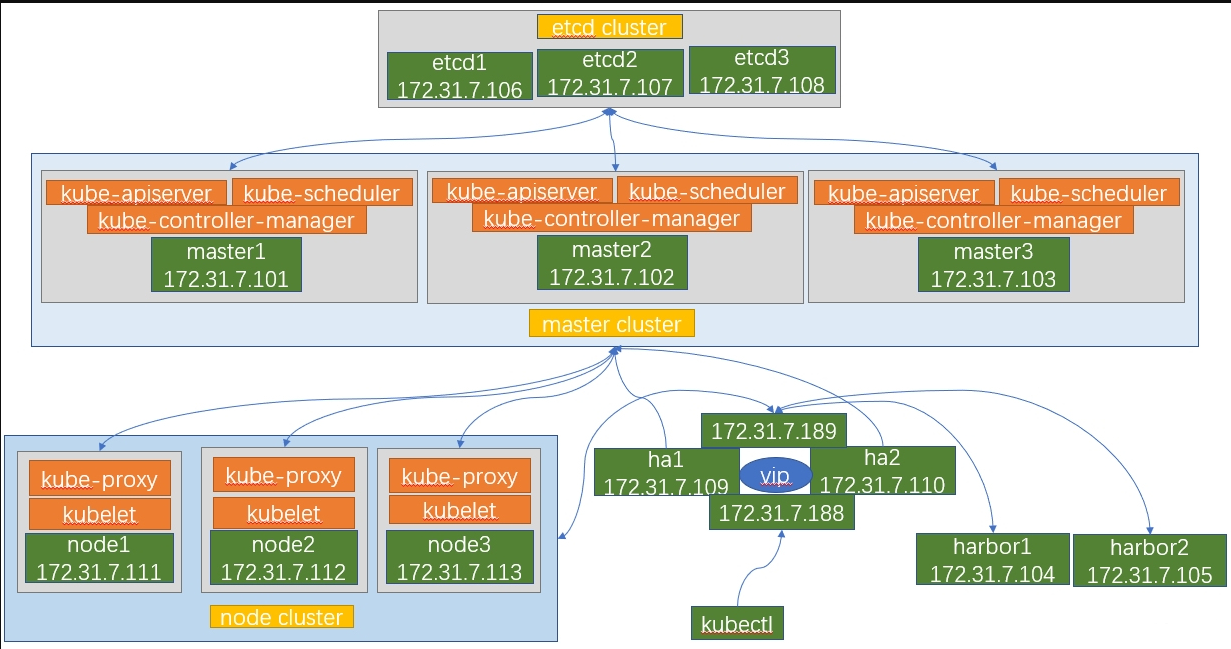 etcd cluster
etcd1
172.31.7.106
etcd2
172.31.7.107
etcd3
172.31.7.108
kube-apiserver
kube-scheduler
kube-controller-manager
master1
172.31.7.101
kube-apiserver
kube-scheduler
kube-controller-manager
master2
172.31.7.102
kube-apiserver
kube-scheduler
kube-controller-manager
master3
172.31.7.103
master cluster
kube-proxy
kubelet
node1
172.31.7.111
kube-proxy
kubelet
node2
172.31.7.112
kube-proxy
kubelet
node3
172.31.7.113
node cluster
172.31.7.189
ha1
172.31.7.109
vip
ha2
172.31.7.110
172.31.7.188
kubectl
harbor1
172.31.7.104
harbor2
172.31.7.105